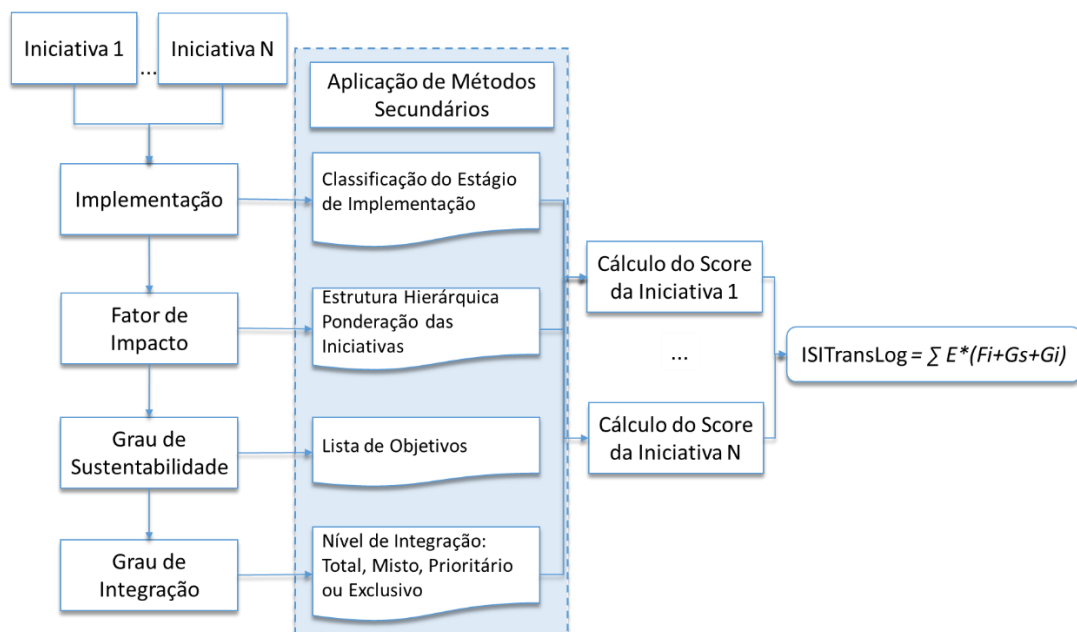 Iniciativa 1
...
Iniciativa N
Aplicação de Métodos
Secundários
Implementação
Classificação do Estágio
de Implementação
Fator de
Impacto
Estrutura Hierárquica
Ponderação das
Iniciativas
Grau de
Sustentabilidade
Lista de Objetivos
Grau de
Integração
Nível de Integração:
Total, Misto, Prioritário
ou Exclusivo
Cálculo do Score
da Iniciativa 1
...
Cálculo do Score
da Iniciativa N
ISITransLog = ∑ E*(Fi+Gs+Gi)